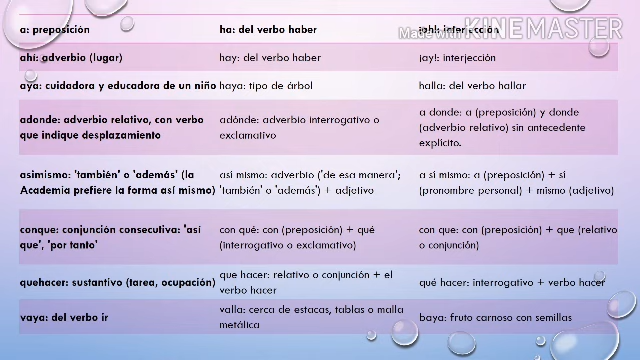 a: preposición
ha: del verbo haber
¡ah!: interjección
Made with KINEMASTER
ahí: adverbio (lugar)
hay: del verbo haber
¡ay!: interjección
aya: cuidadora y educadora de un niño
haya: tipo de árbol
halla: del verbo hallar
adonde: adverbio relativo, con verbo
que indique desplazamiento
adónde: adverbio interrogativo o
exclamativo
a donde: a (preposición) y donde
(adverbio relativo) sin antecedente
explícito.
asimismo: 'también' o 'además' (la
Academia prefiere la forma así mismo)
así mismo: adverbio ('de esa manera';
'también' o 'además') + adjetivo
a sí mismo: a (preposición) + sí
(pronombre personal) + mismo (adjetivo)
conque: conjunción consecutiva: 'así
que', 'por tanto'
con qué: con (preposición) + qué
(interrogativo o exclamativo)
con que: con (preposición) + que (relativo
o conjunción)
quehacer: sustantivo (tarea, ocupación)
que hacer: relativo o conjunción + el
verbo hacer
qué hacer: interrogativo + verbo hacer
vaya: del verbo ir
valla: cerca de estacas, tablas o malla
metálica
baya: fruto carnoso con semillas